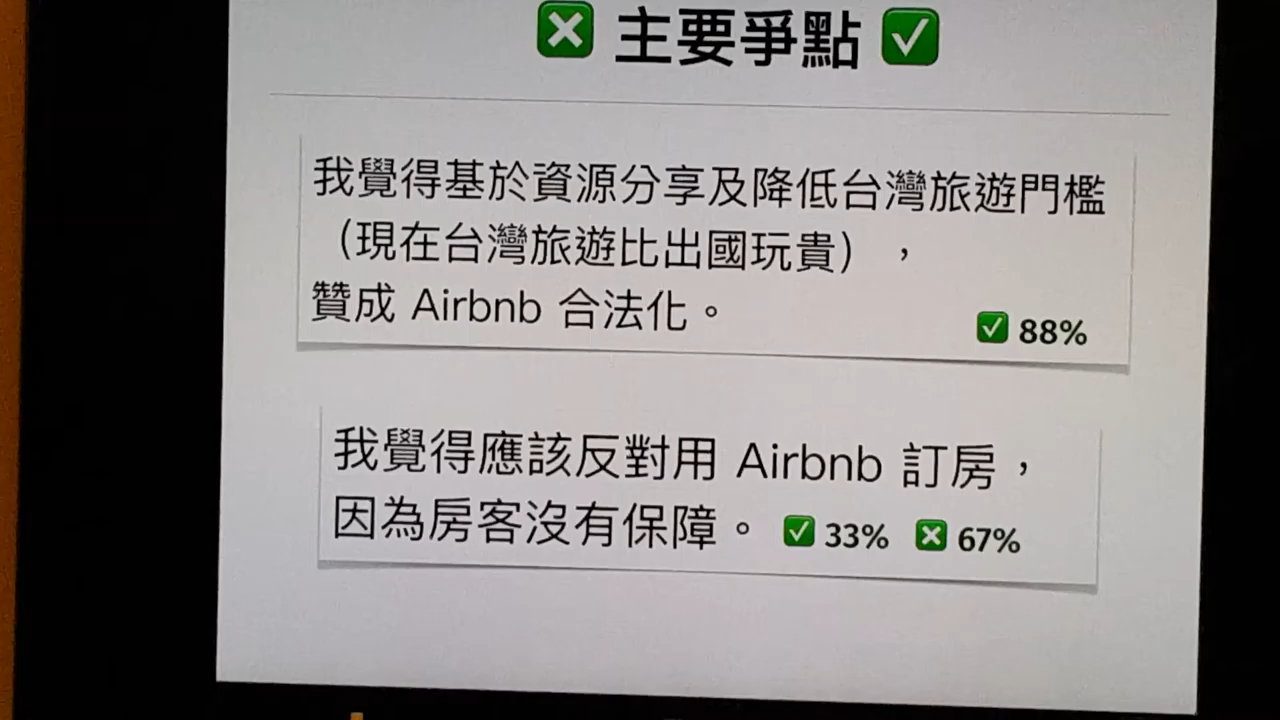 ❎ 主要爭點 ✅
我覺得基於資源分享及降低台灣旅遊門檻
（現在台灣旅遊比出國玩貴），
贊成 Airbnb 合法化。
✅ 88%
我覺得應該反對用 Airbnb 訂房，
因為房客沒有保障。 ✅ 33% ❎ 67%